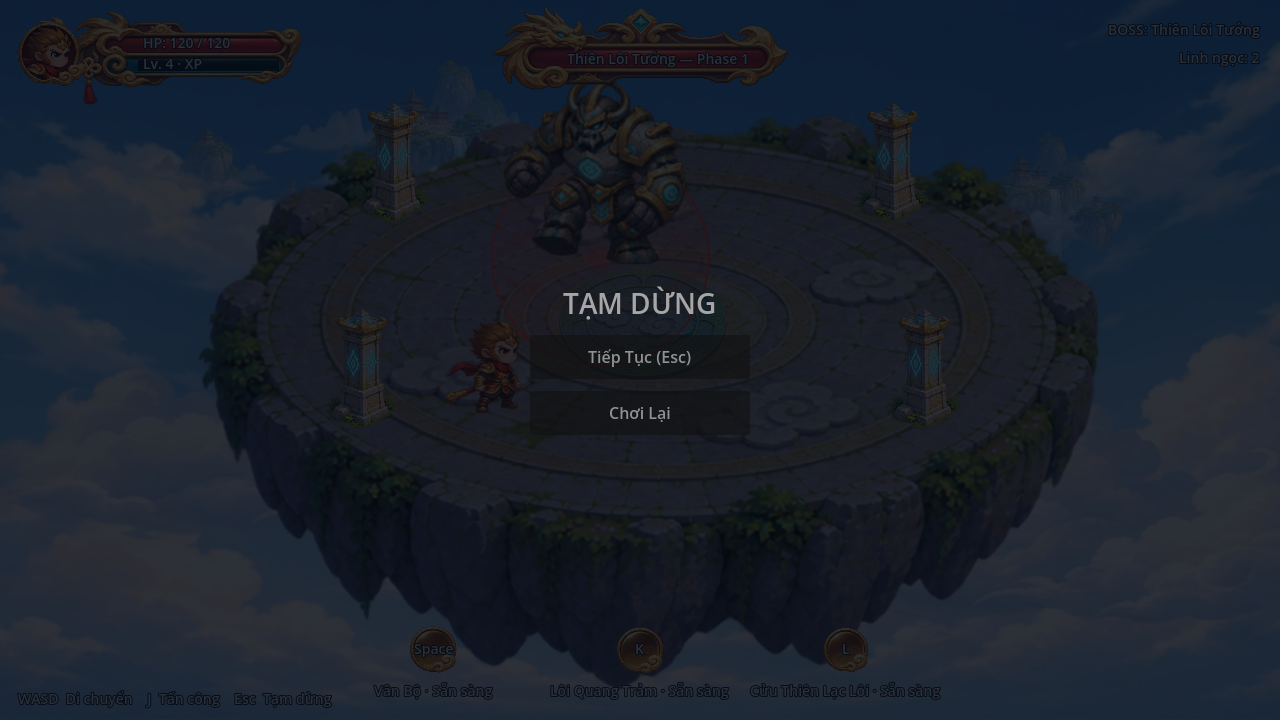 HP: 120 / 120
Lv. 4 · XP
Thiên Lôi Tướng — Phase 1
BOSS: Thiên Lôi Tướng
Linh ngọc: 2
TẠM DỪNG
Tiếp Tục (Esc)
Chơi Lại
Space
K
L
Vân Bộ · Sẵn sàng
Lôi Quang Trảm · Sẵn sàng
Cửu Thiên Lạc Lôi · Sẵn sàng
WASD Di chuyển J Tấn công Esc Tạm dừng